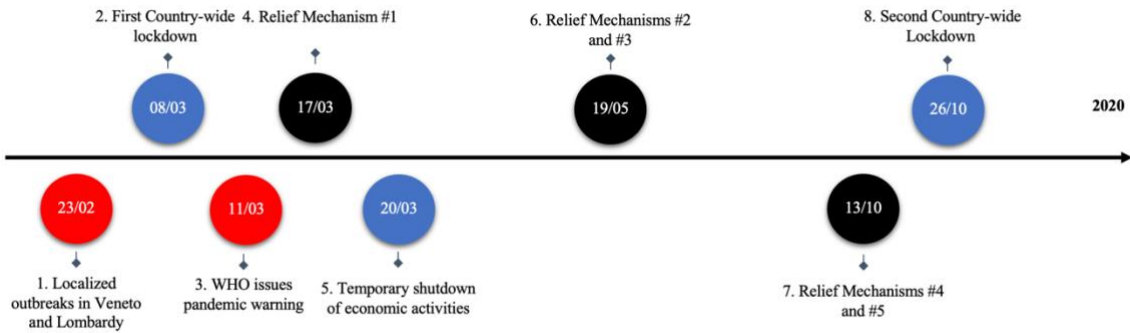 2. First Country-wide
lockdown
4. Relief Mechanism #1
6. Relief Mechanisms #2
and #3
8. Second Country-wide
Lockdown
08/03
17/03
19/05
26/10
2020
23/02
11/03
20/03
13/10
1. Localized
outbreaks in Veneto
and Lombardy
3. WHO issues
pandemic warning
5. Temporary shutdown
of economic activities
7. Relief Mechanisms #4
and #5